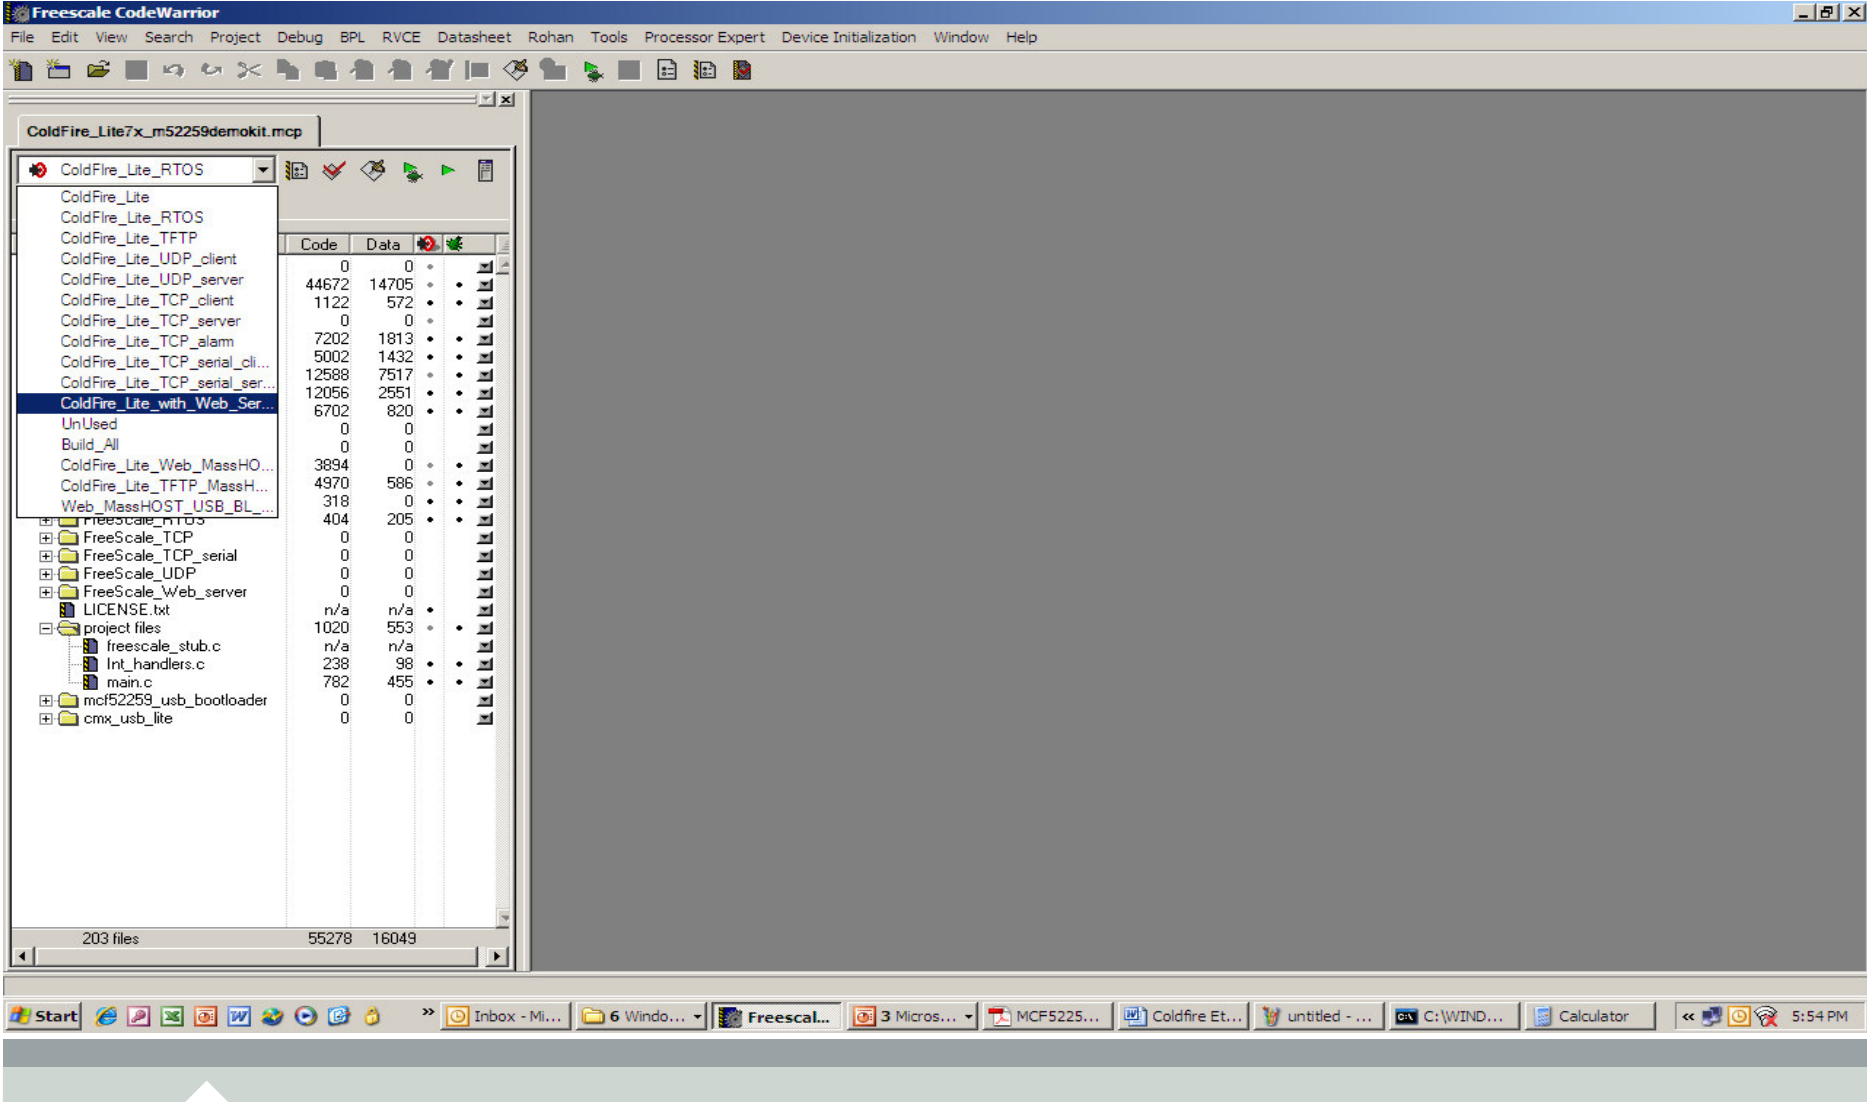 Freescale CodeWarrior
File Edit View Search Project Debug BPL RVCE Datasheet Rohan Tools Processor Expert Device Initialization Window Help
ColdFire_Lite7x_m52259demokit.mcp
ColdFIre_Lite_RTOS
ColdFire_Lite
ColdFIre_Lite_RTOS
ColdFire_Lite_TFTP
Code Data
ColdFire_Lite_UDP_client
0 0
ColdFire_Lite_UDP_server
44672 14705
ColdFire_Lite_TCP_client
1122 572
ColdFire_Lite_TCP_server
0 0
ColdFire_Lite_TCP_alarm
7202 1813
ColdFire_Lite_TCP_serial_cli...
5002 1432
ColdFire_Lite_TCP_serial_ser...
12588 7517
ColdFire_Lite_with_Web_Ser...
12056 2551
6702 820
UnUsed
0 0
Build_All
0 0
ColdFire_Lite_Web_MassHO...
3894 0
ColdFire_Lite_TFTP_MassH...
4970 586
Web_MassHOST_USB_BL_...
318 0
FreeScale_RTOS 404 205
FreeScale_TCP 0 0
FreeScale_TCP_serial 0 0
FreeScale_UDP 0 0
FreeScale_Web_server 0 0
LICENSE.txt n/a n/a
project files 1020 553
freescale_stub.c n/a n/a
Int_handlers.c 238 98
main.c 782 455
mcf52259_usb_bootloader 0 0
cmx_usb_lite 0 0
203 files 55278 16049
Start » Inbox - Mi... 6 Windo... Freescal... 3 Micros... MCF5225... Coldfire Et... untitled - ... C:\WIND... Calculator « 5:54 PM